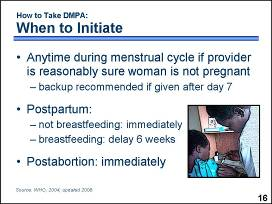 How to Take DMPA:
When to Initiate
• Anytime during menstrual cycle if provider
is reasonably sure woman is not pregnant
– backup recommended if given after day 7
• Postpartum:
– not breastfeeding: immediately
– breastfeeding: delay 6 weeks
• Postabortion: immediately
Source: WHO, 2004; updated 2008.
16